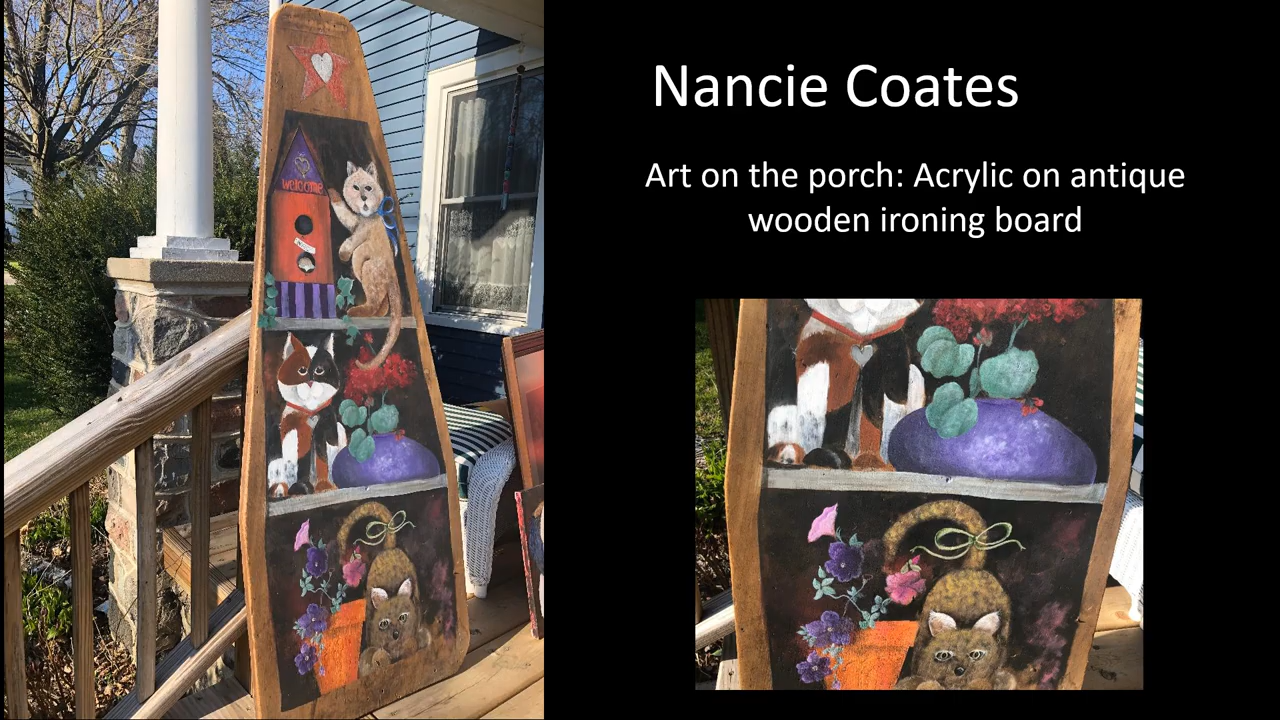 Nancie Coates
Art on the porch: Acrylic on antique
wooden ironing board
welcome